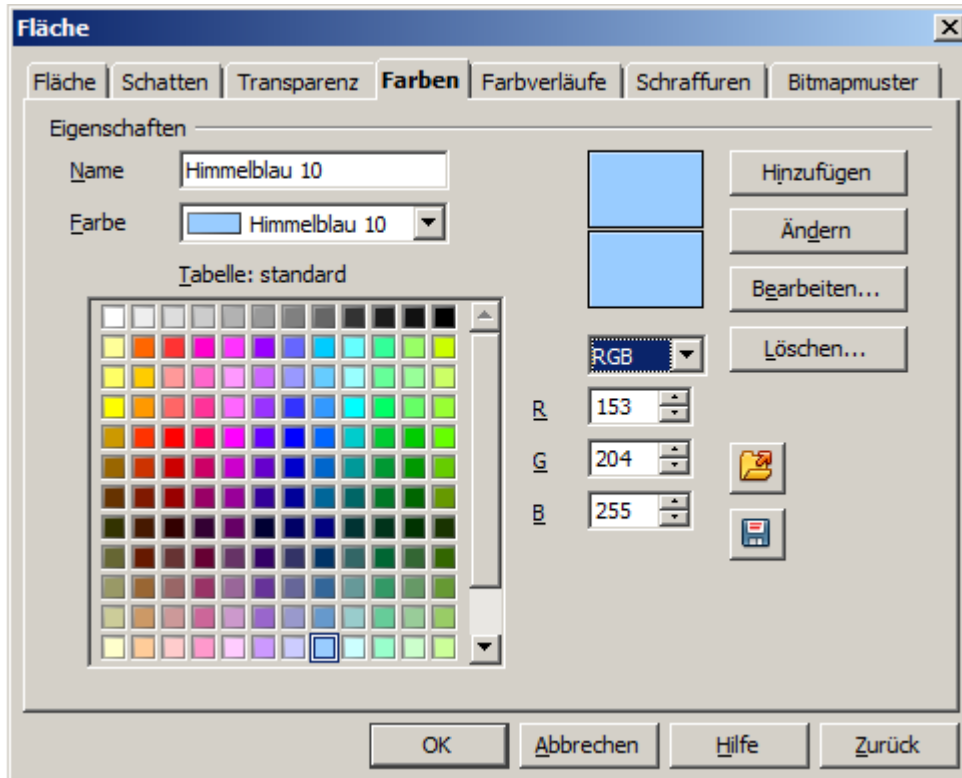 Fläche
Fläche Schatten Transparenz Farben Farbverläufe Schraffuren Bitmapmuster
Eigenschaften
Name Himmelblau 10 Hinzufügen
Farbe Himmelblau 10 Ändern
Tabelle: standard Bearbeiten...
RGB Löschen...
R 153
G 204
B 255
OK Abbrechen Hilfe Zurück